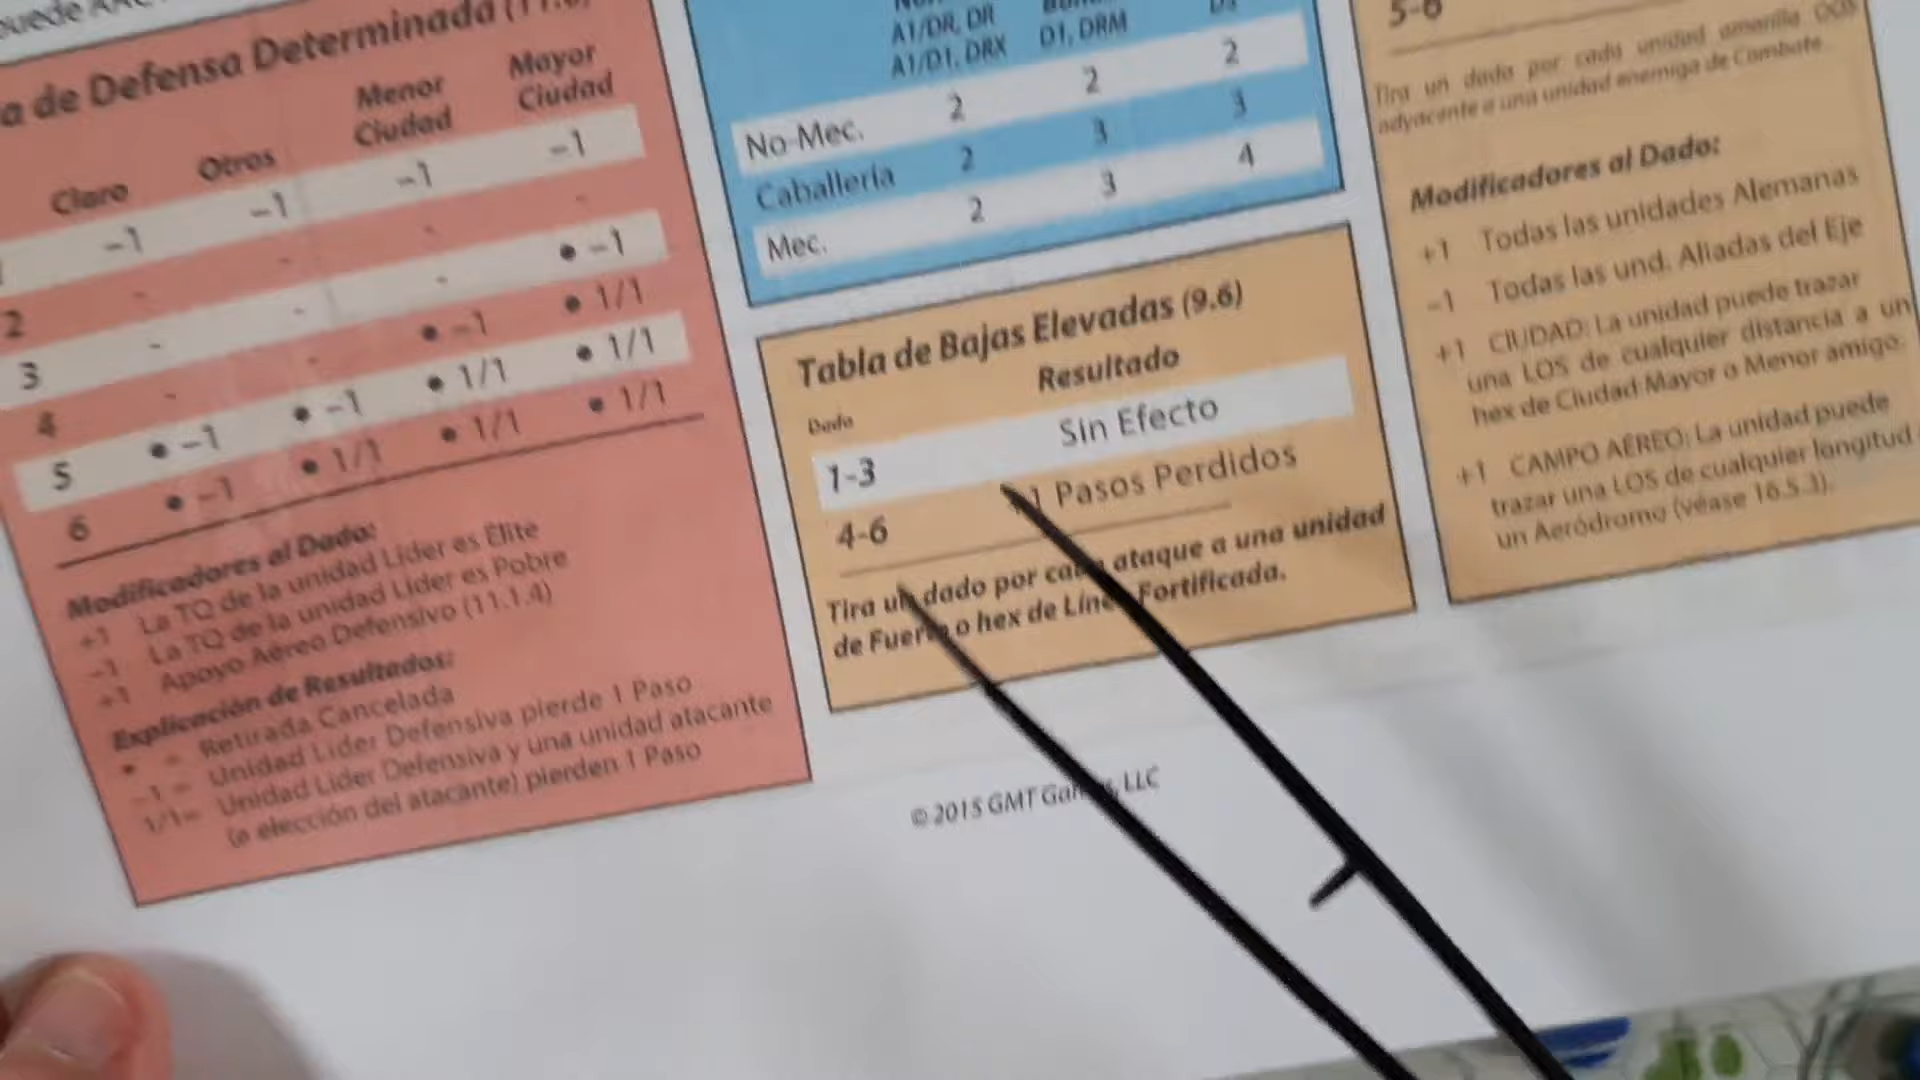 a de Defensa Determinada (11.
Claro Otros Menor Ciudad Mayor Ciudad
−1 −1 −1 −1
2 - - - -
3 - - - • −1
4 - - • −1 • 1/1
5 • −1 • −1 • 1/1 • 1/1
6 • −1 • 1/1 • 1/1 • 1/1
Modificadores al Dado:
+1 La TQ de la unidad Líder es Elite
−1 La TQ de la unidad Líder es Pobre
+1 Apoyo Aéreo Defensivo (11.1.4)
Explicación de Resultados:
• = Retirada Cancelada
−1 = Unidad Líder Defensiva pierde 1 Paso
1/1= Unidad Líder Defensiva y una unidad atacante
(a elección del atacante) pierden 1 Paso
A1/DR, DR
A1/D1, DRX
D1, DRM
No-Mec. 2 2 2
Caballería 2 3 3
Mec. 2 3 4
Tabla de Bajas Elevadas (9.6)
Dado Resultado
1-3 Sin Efecto
4-6 1 Pasos Perdidos
Tira un dado por cada ataque a una unidad
de Fuerte o hex de Línea Fortificada.
© 2015 GMT Games, LLC
5-6
Tira un dado por cada unidad amarilla OOS
adyacente a una unidad enemiga de Combate.
Modificadores al Dado:
+1 Todas las unidades Alemanas
−1 Todas las und. Aliadas del Eje
+1 CIUDAD: La unidad puede trazar
una LOS de cualquier distancia a un
hex de Ciudad Mayor o Menor amigo.
+1 CAMPO AÉREO: La unidad puede
trazar una LOS de cualquier longitud
un Aeródromo (véase 16.5.3).